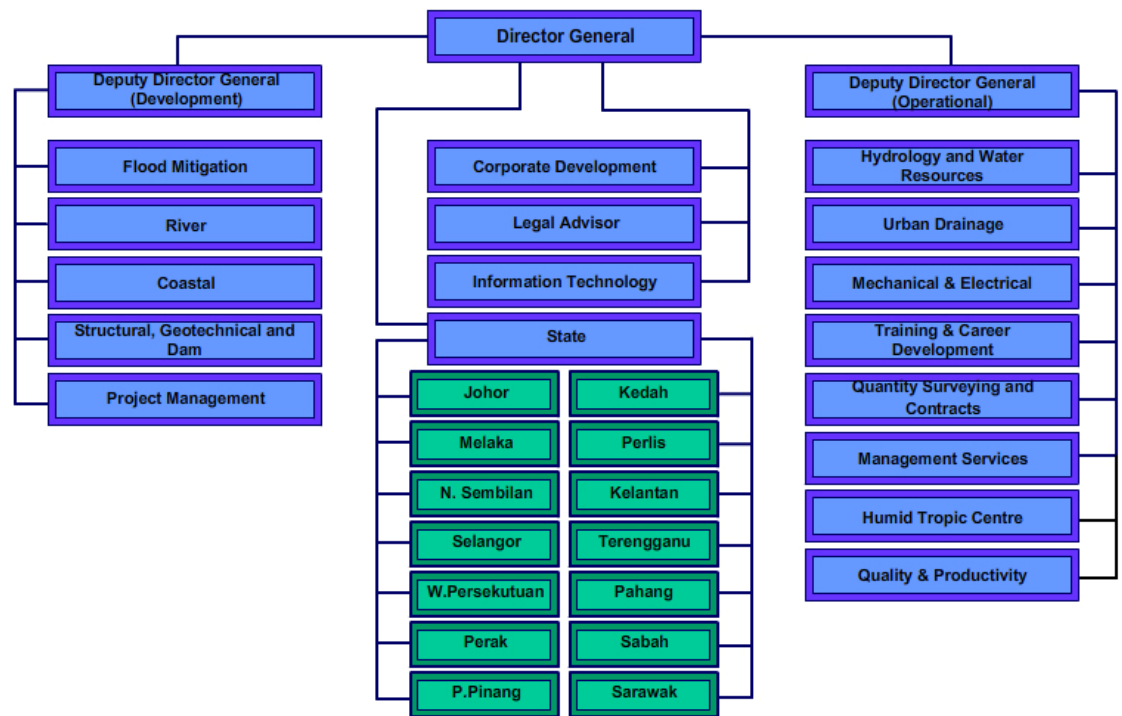 Director General
Deputy Director General
(Development)
Flood Mitigation
River
Coastal
Structural, Geotechnical and
Dam
Project Management
Corporate Development
Legal Advisor
Information Technology
State
Johor
Kedah
Melaka
Perlis
N. Sembilan
Kelantan
Selangor
Terengganu
W.Persekutuan
Pahang
Perak
Sabah
P.Pinang
Sarawak
Deputy Director General
(Operational)
Hydrology and Water
Resources
Urban Drainage
Mechanical & Electrical
Training & Career
Development
Quantity Surveying and
Contracts
Management Services
Humid Tropic Centre
Quality & Productivity